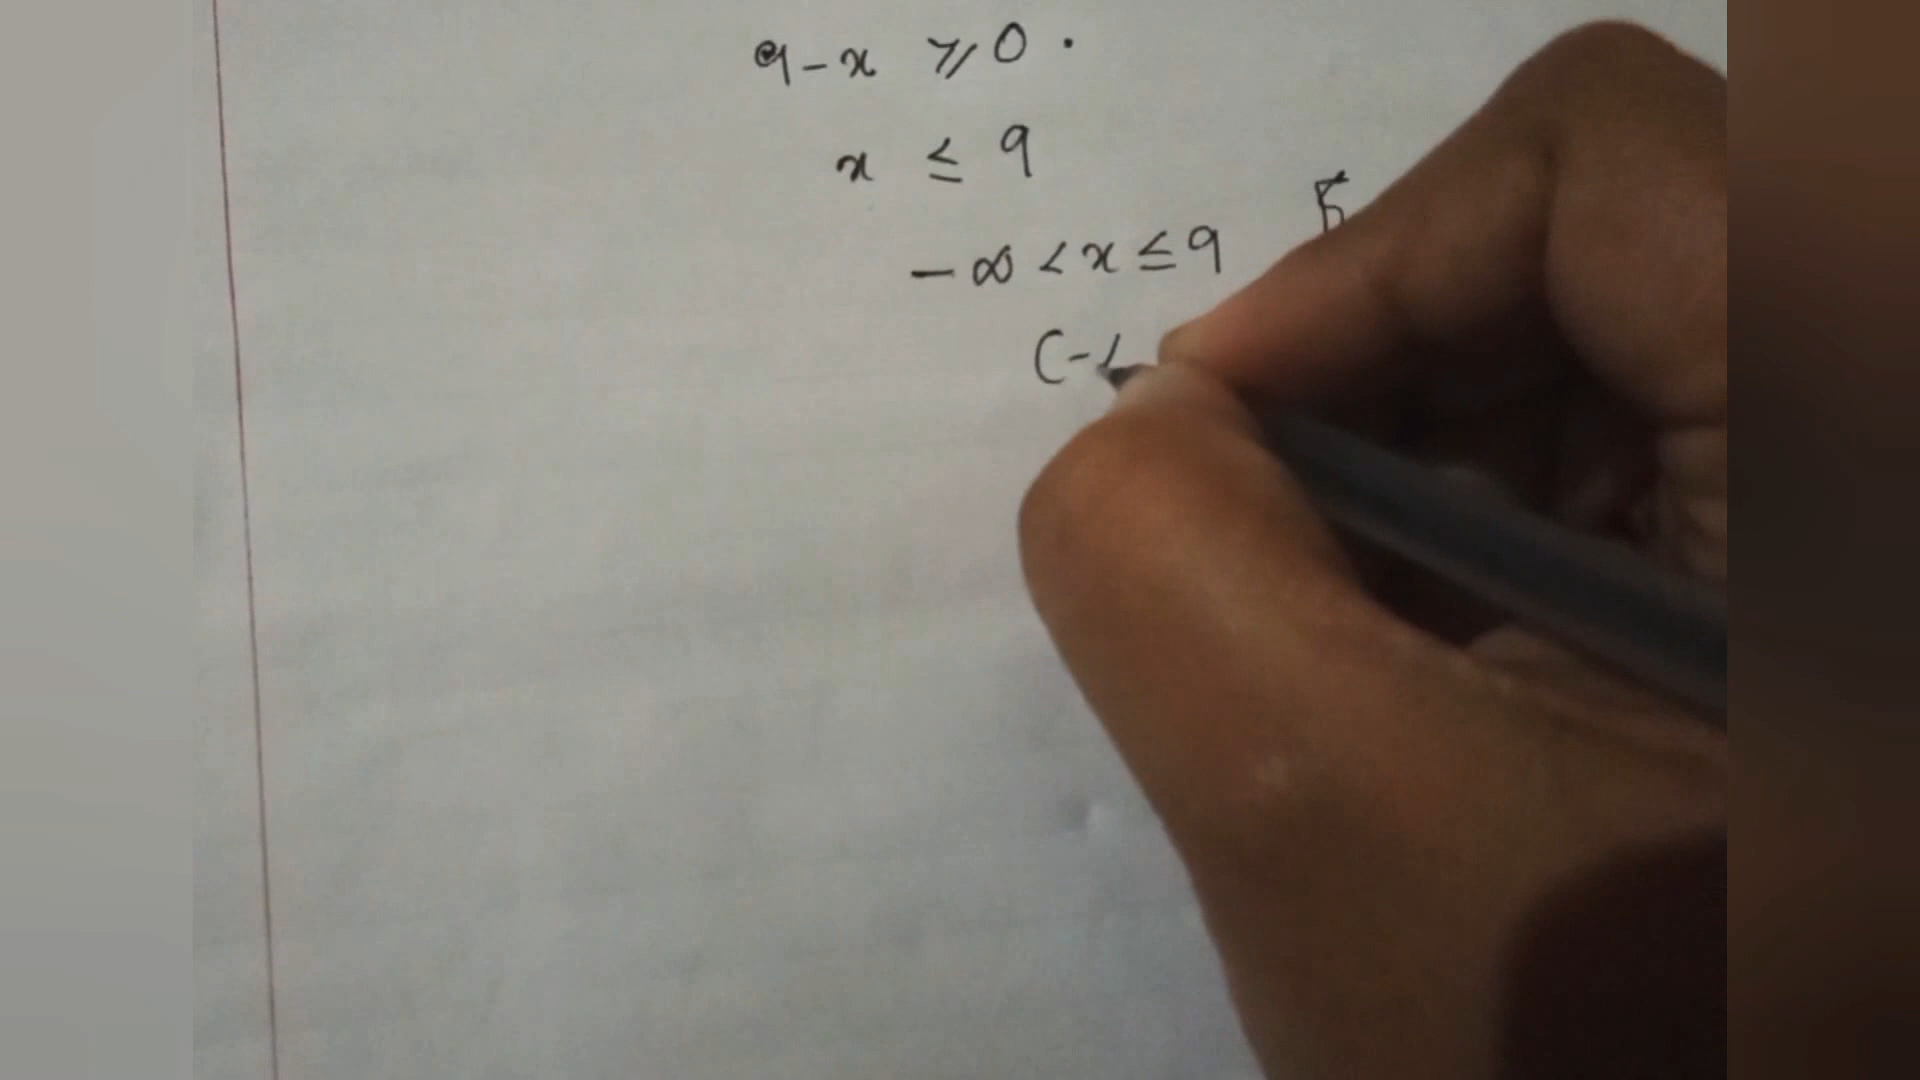 9-x ≥ 0.
x ≤ 9
-∞ < x ≤ 9
(-